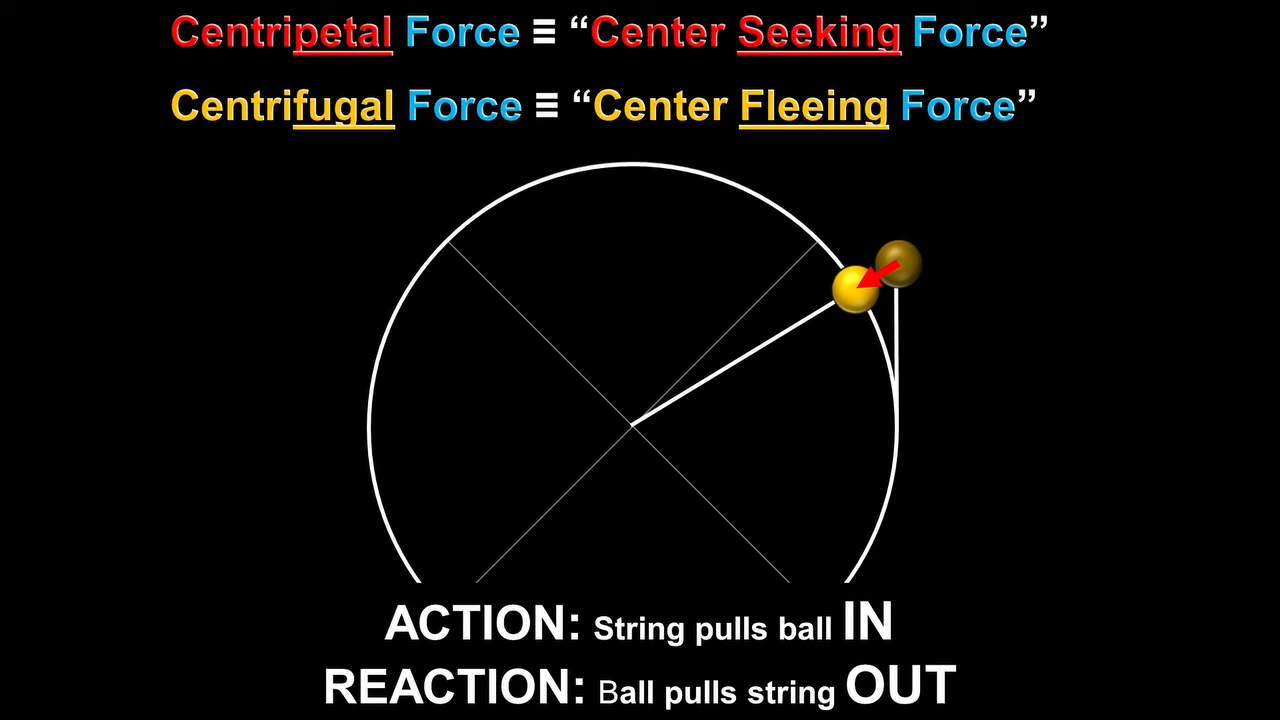 Centripetal Force ≡ “Center Seeking Force”
Centrifugal Force ≡ “Center Fleeing Force”
ACTION: String pulls ball IN
REACTION: Ball pulls string OUT